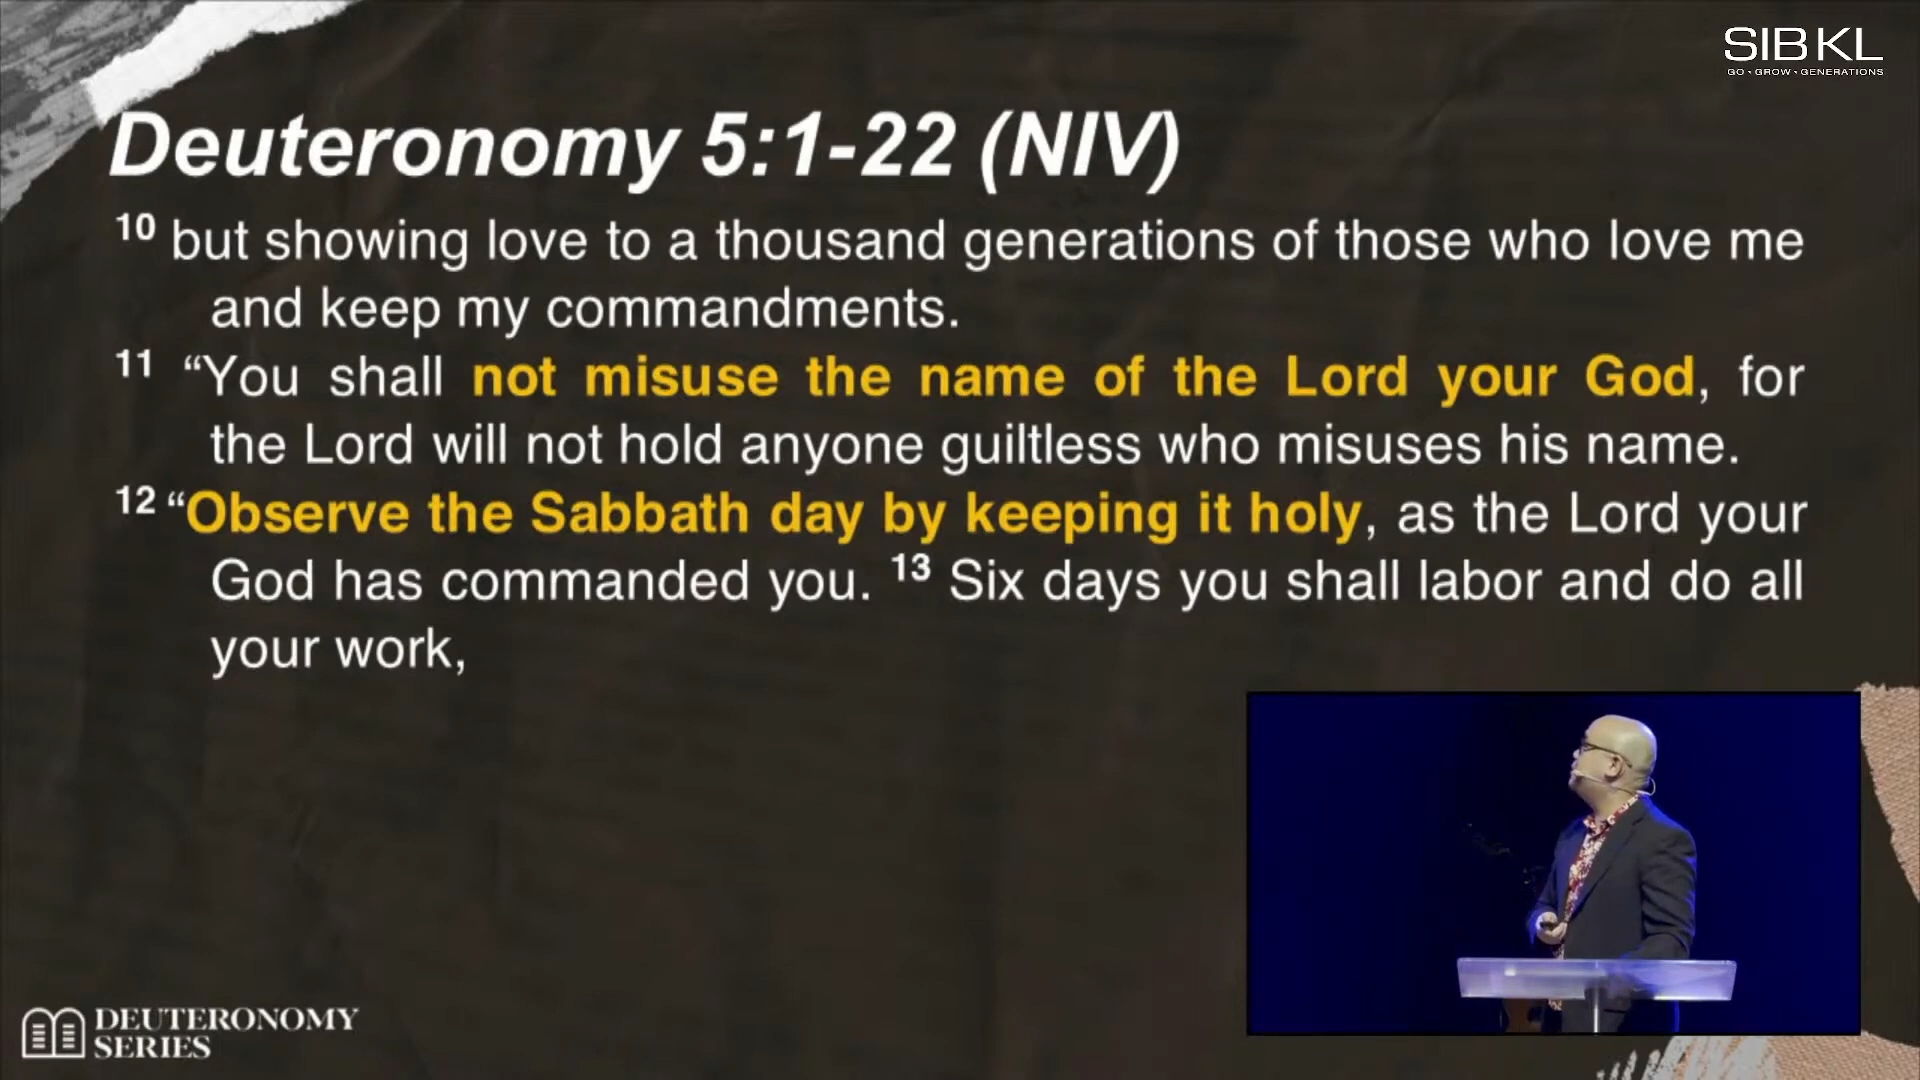 SIBKL
GO • GROW • GENERATIONS
Deuteronomy 5:1-22 (NIV)
10 but showing love to a thousand generations of those who love me
and keep my commandments.
11 “You shall not misuse the name of the Lord your God, for
the Lord will not hold anyone guiltless who misuses his name.
12 “Observe the Sabbath day by keeping it holy, as the Lord your
God has commanded you. 13 Six days you shall labor and do all
your work,
DEUTERONOMY
SERIES